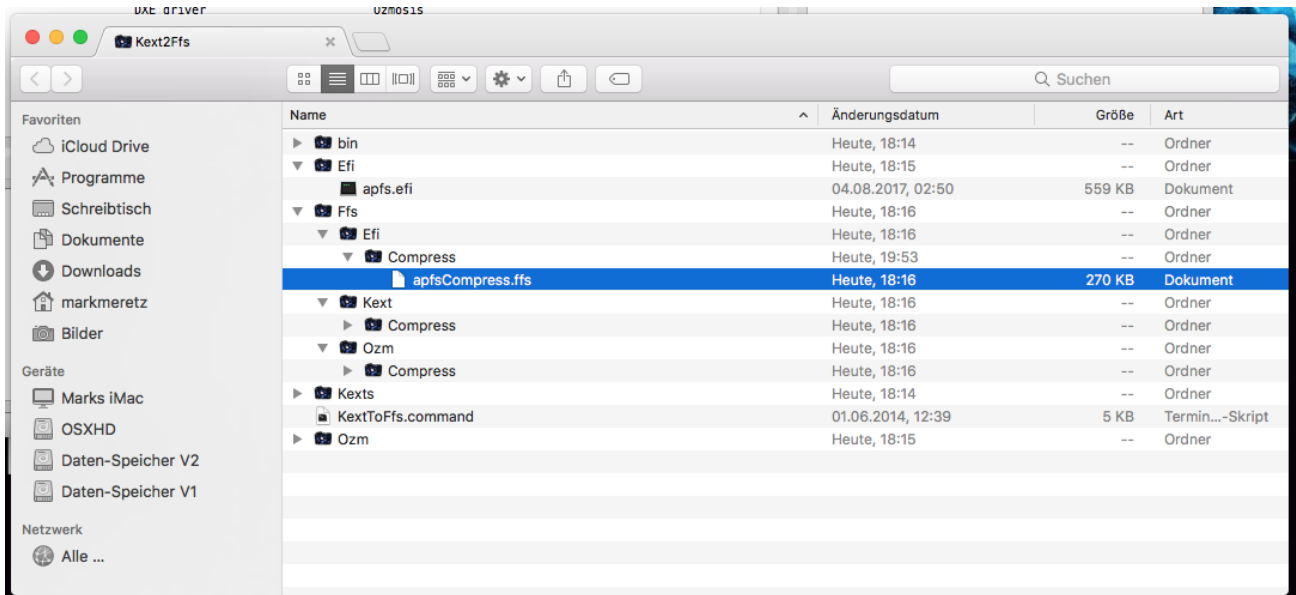 DXE driver Ozmosis
Kext2Ffs
Suchen
Name Änderungsdatum Größe Art
Favoriten
iCloud Drive
Programme
Schreibtisch
Dokumente
Downloads
markmeretz
Bilder
Geräte
Marks iMac
OSXHD
Daten-Speicher V2
Daten-Speicher V1
Netzwerk
Alle ...
bin Heute, 18:14 -- Ordner
Efi Heute, 18:15 -- Ordner
apfs.efi 04.08.2017, 02:50 559 KB Dokument
Ffs Heute, 18:16 -- Ordner
Efi Heute, 18:16 -- Ordner
Compress Heute, 19:53 -- Ordner
apfsCompress.ffs Heute, 18:16 270 KB Dokument
Kext Heute, 18:16 -- Ordner
Compress Heute, 18:16 -- Ordner
Ozm Heute, 18:16 -- Ordner
Compress Heute, 18:16 -- Ordner
Kexts Heute, 18:14 -- Ordner
KextToFfs.command 01.06.2014, 12:39 5 KB Termin...-Skript
Ozm Heute, 18:15 -- Ordner